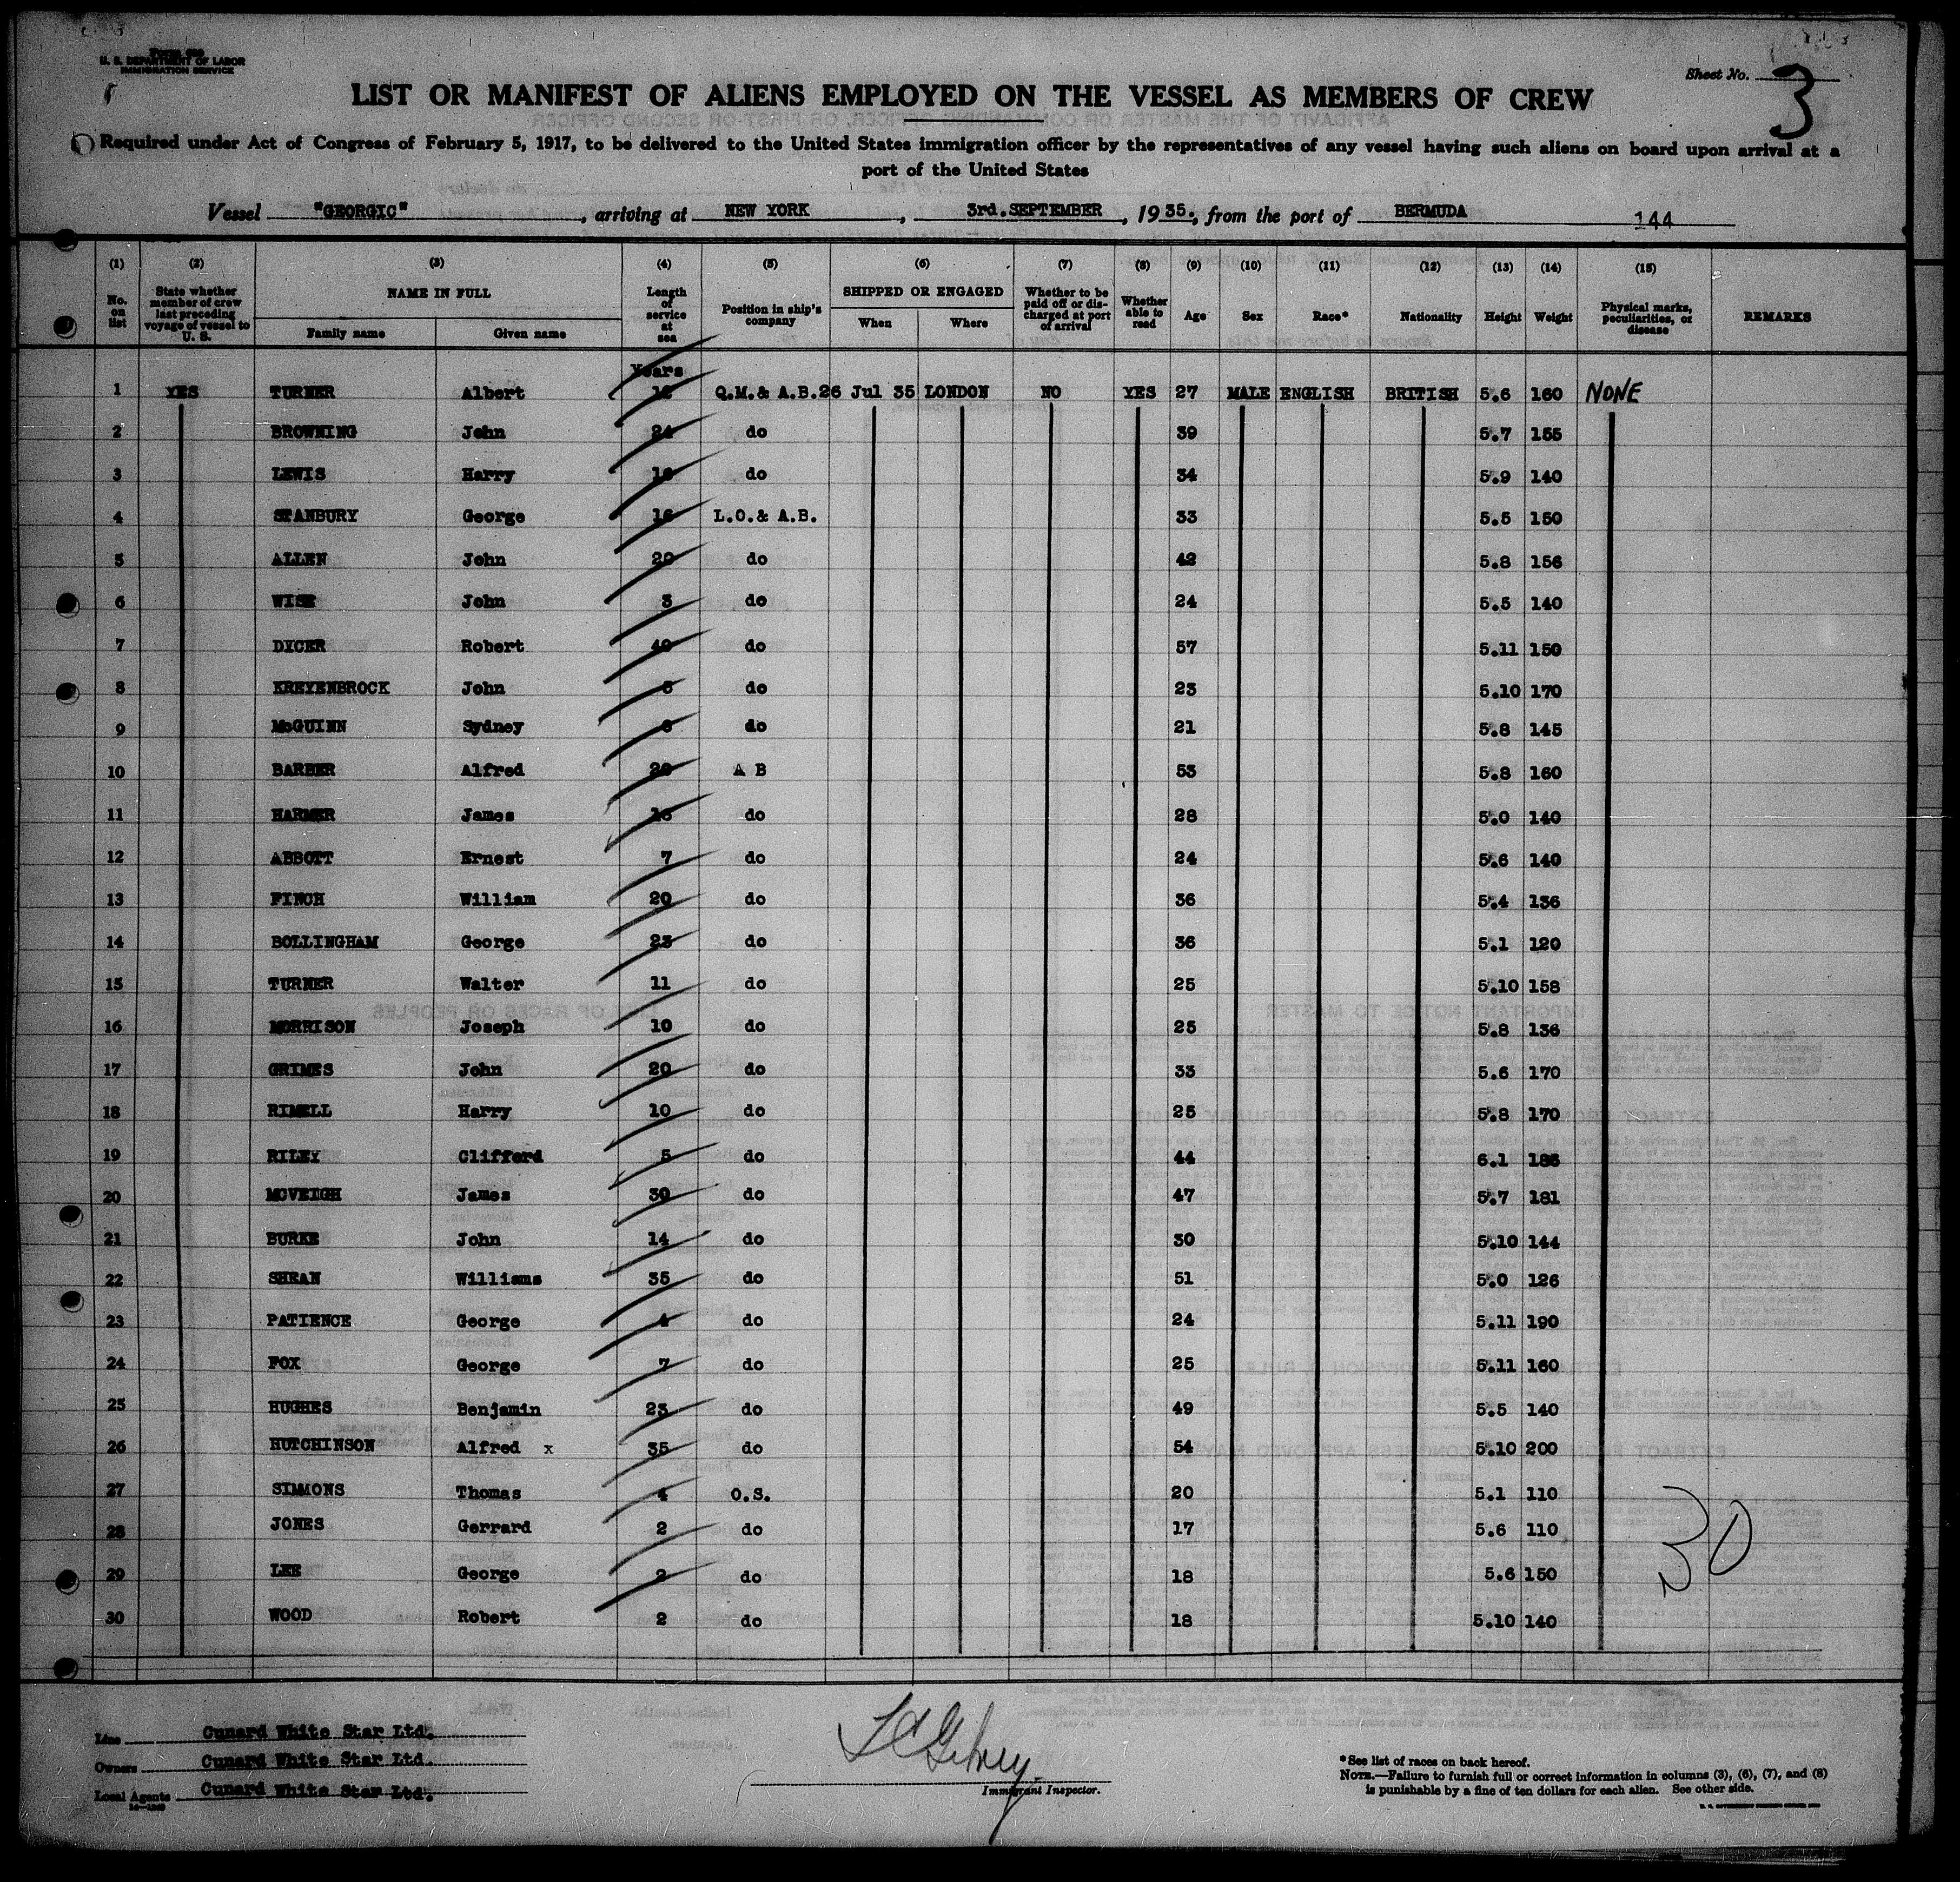 U. S. DEPARTMENT OF LABOR
IMMIGRATION SERVICE
Sheet No. 3
LIST OR MANIFEST OF ALIENS EMPLOYED ON THE VESSEL AS MEMBERS OF CREW
Required under Act of Congress of February 5, 1917, to be delivered to the United States immigration officer by the representatives of any vessel having such aliens on board upon arrival at a
port of the United States
Vessel "GEORGIC", arriving at NEW YORK, 3rd. SEPTEMBER, 1935., from the port of BERMUDA 144
(1) (2) (3) (4) (5) (6) (7) (8) (9) (10) (11) (12) (13) (14) (15)
No. on list State whether member of crew last preceding voyage of vessel to U. S. NAME IN FULL Family name Given name Length of service at sea Position in ship's company SHIPPED OR ENGAGED When Where Whether to be paid off or discharged at port of arrival Whether able to read Age Sex Race* Nationality Height Weight Physical marks, peculiarities, or disease REMARKS
Years
1 YES TURNER Albert Q.M.& A.B. 26 Jul 35 LONDON NO YES 27 MALE ENGLISH BRITISH 5.6 160 NONE
2 BROWNING John 24 do 39 5.7 155
3 LEWIS Harry do 34 5.9 140
4 STANBURY George 16 L.O.& A.B. 33 5.5 150
5 ALLEN John 20 do 42 5.8 156
6 WISE John 3 do 24 5.5 140
7 DYCER Robert 40 do 57 5.11 150
8 KREYENBROCK John do 23 5.10 170
9 McGUINN Sydney do 21 5.8 145
10 BARBER Alfred 20 A B 53 5.8 160
11 HARMER James do 28 5.0 140
12 ABBOTT Ernest 7 do 24 5.6 140
13 FINCH William 20 do 36 5.4 136
14 BOLLINGHAM George 23 do 36 5.1 120
15 TURNER Walter 11 do 25 5.10 158
16 MORRISON Joseph 10 do 25 5.8 136
17 GRIMES John 20 do 33 5.6 170
18 RIMELL Harry 10 do 25 5.8 170
19 RILEY Clifford 5 do 44 6.1 186
20 MCVEIGH James 30 do 47 5.7 181
21 BURKE John 14 do 30 5.10 144
22 SHEAN Williams 35 do 51 5.0 126
23 PATIENCE George 4 do 24 5.11 190
24 FOX George 7 do 25 5.11 160
25 HUGHES Benjamin 23 do 49 5.5 140
26 HUTCHINSON Alfred x 35 do 54 5.10 200
27 SIMMONS Thomas 4 O.S. 20 5.1 110
28 JONES Gerrard 2 do 17 5.6 110
29 LEE George 2 do 18 5.6 150
30 WOOD Robert 2 do 18 5.10 140
30
Line Cunard White Star Ltd.
Owners Cunard White Star Ltd.
Local Agents Cunard White Star Ltd.
Immigrant Inspector.
*See list of races on back hereof.
NOTE.—Failure to furnish full or correct information in columns (3), (6), (7), and (8)
is punishable by a fine of ten dollars for each alien. See other side.